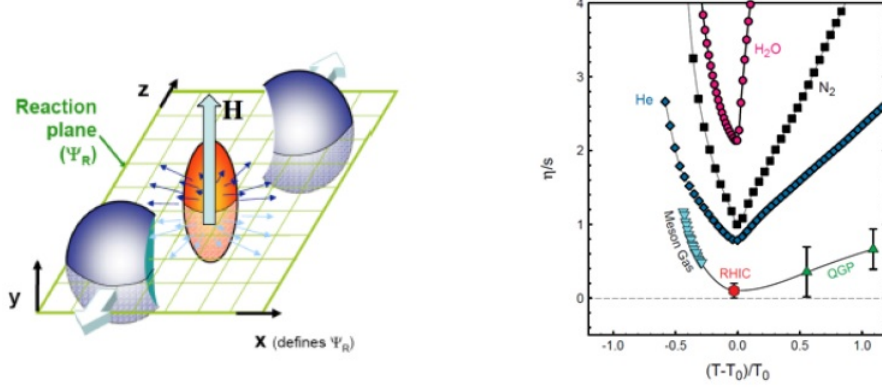 z
H
Reaction
plane
(Ψ_R)
y
x (defines Ψ_R)
η/s
4
3
2
1
0
H₂O
N₂
He
Meson Gas
RHIC
QGP
-1.0
-0.5
0.0
0.5
1.0
(T-T₀)/T₀